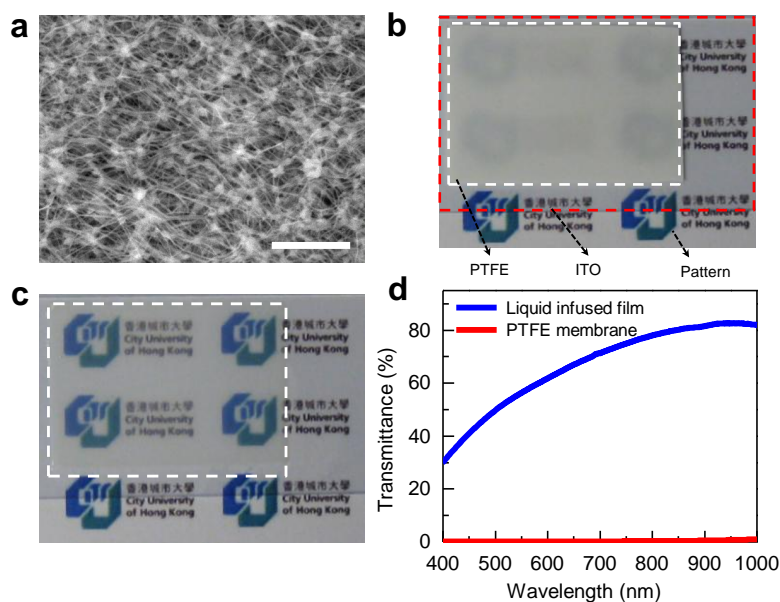 a
b
香港城市大學
City University
of Hong Kong
香港城市大學
City University
of Hong Kong
香港城市大學
City University
of Hong Kong
香港城市大學
City University
of Hong Kong
PTFE
ITO
Pattern
c
香港城市大學
City University
of Hong Kong
香港城市大學
City University
of Hong Kong
香港城市大學
City University
of Hong Kong
香港城市大學
City University
of Hong Kong
香港城市大學
City University
of Hong Kong
香港城市大學
City University
of Hong Kong
d
Liquid infused film
PTFE membrane
Transmittance (%)
80
60
40
20
0
400 500 600 700 800 900 1000
Wavelength (nm)